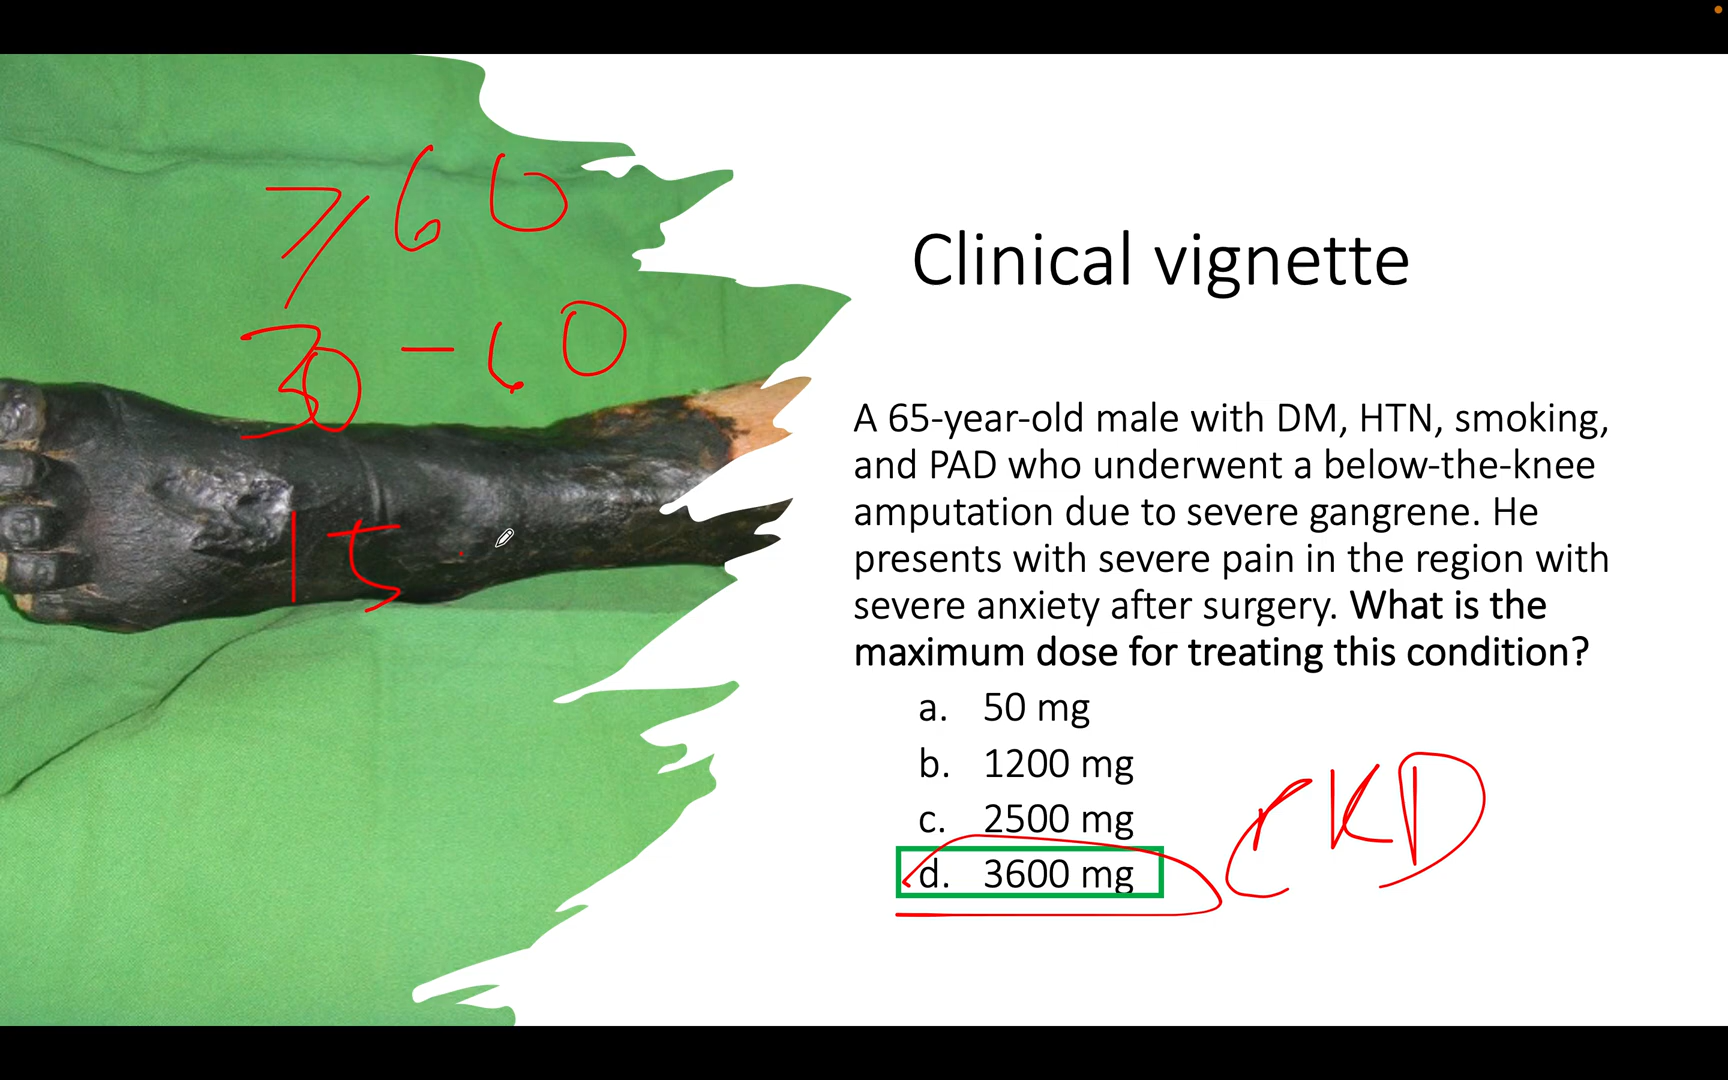 Clinical vignette
A 65-year-old male with DM, HTN, smoking,
and PAD who underwent a below-the-knee
amputation due to severe gangrene. He
presents with severe pain in the region with
severe anxiety after surgery. What is the
maximum dose for treating this condition?
a. 50 mg
b. 1200 mg
c. 2500 mg
d. 3600 mg
CKD
7/60
30-60
15